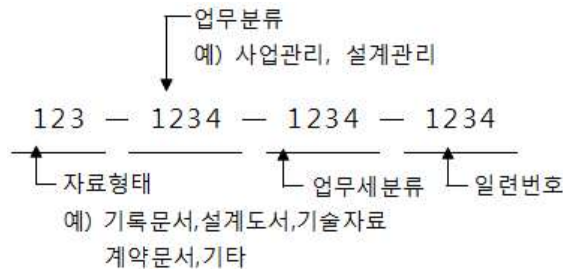 업무분류
예) 사업관리, 설계관리
123 — 1234 — 1234 — 1234
자료형태 업무세분류 일련번호
예) 기록문서,설계도서,기술자료
계약문서,기타